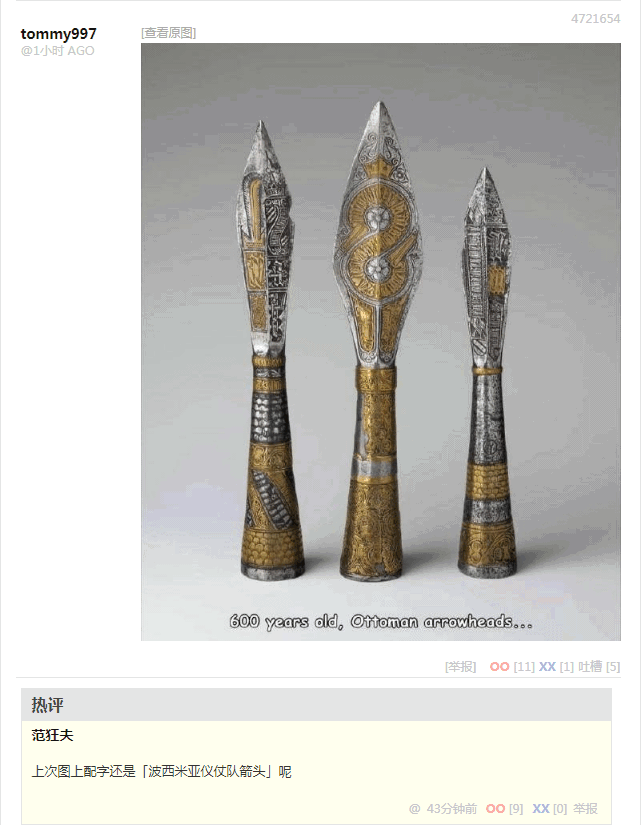 4721654
tommy997
[查看原图]
@1小时 AGO
600 years old, Ottoman arrowheads...
[举报] OO [11] XX [1] 吐槽 [5]
热评
范狂夫
上次图上配字还是「波西米亚仪仗队箭头」呢
@ 43分钟前 OO [9] XX [0] 举报